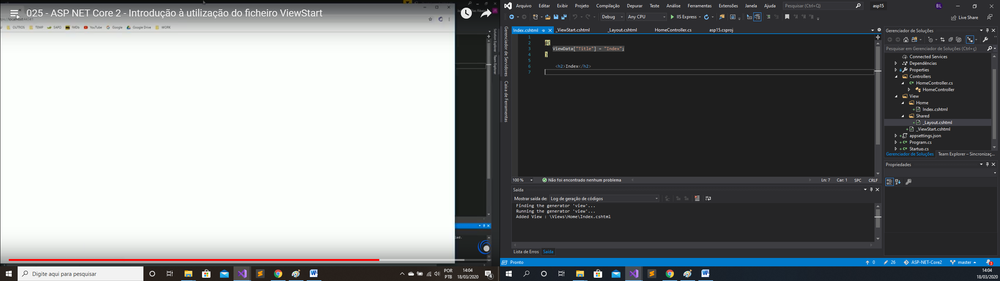 025 - ASP NET Core 2 - Introdução à utilização do ficheiro ViewStart
localhost:44341
OUTROS TEMP SAPO IMDb YouTube Google Google Drive WORK
Solution Explorer
Team Explorer
Digite aqui para pesquisar
POR
PTB
14:04
18/03/2020
4
Arquivo Editar Exibir Projeto Compilação Depurar Teste Análise Ferramentas Extensões Janela Ajuda Pesquisar (Ctrl+Q) asp15 BL
Debug Any CPU IIS Express Live Share
Gerenciador de Servidores
Caixa de Ferramentas
Index.cshtml _ViewStart.cshtml _Layout.cshtml HomeController.cs asp15.csproj
1
2 @{
3 ViewData["Title"] = "Index";
4 }
5
6 <h2>Index</h2>
7
100 % Não foi encontrado nenhum problema Ln: 7 Car: 1 SPC CRLF
Saída
Mostrar saída de: Log de geração de códigos
Finding the generator 'view'...
Running the generator 'view'...
Added View : \Views\Home\Index.cshtml
Lista de Erros Saída
Gerenciador de Soluções
Pesquisar em Gerenciador de Soluções (Ctrl+ç)
Connected Services
Dependências
Properties
Controllers
C# HomeController.cs
HomeController
View
Home
+ Index.cshtml
Shared
+ _Layout.cshtml
+ _ViewStart.cshtml
+ appsettings.json
+ C# Program.cs
+ C# Startup.cs
Gerenciador de Soluções Team Explorer – Sincronizaç...
Propriedades
Pronto 0 26 ASP-NET-Core2 master 3
14:04
18/03/2020